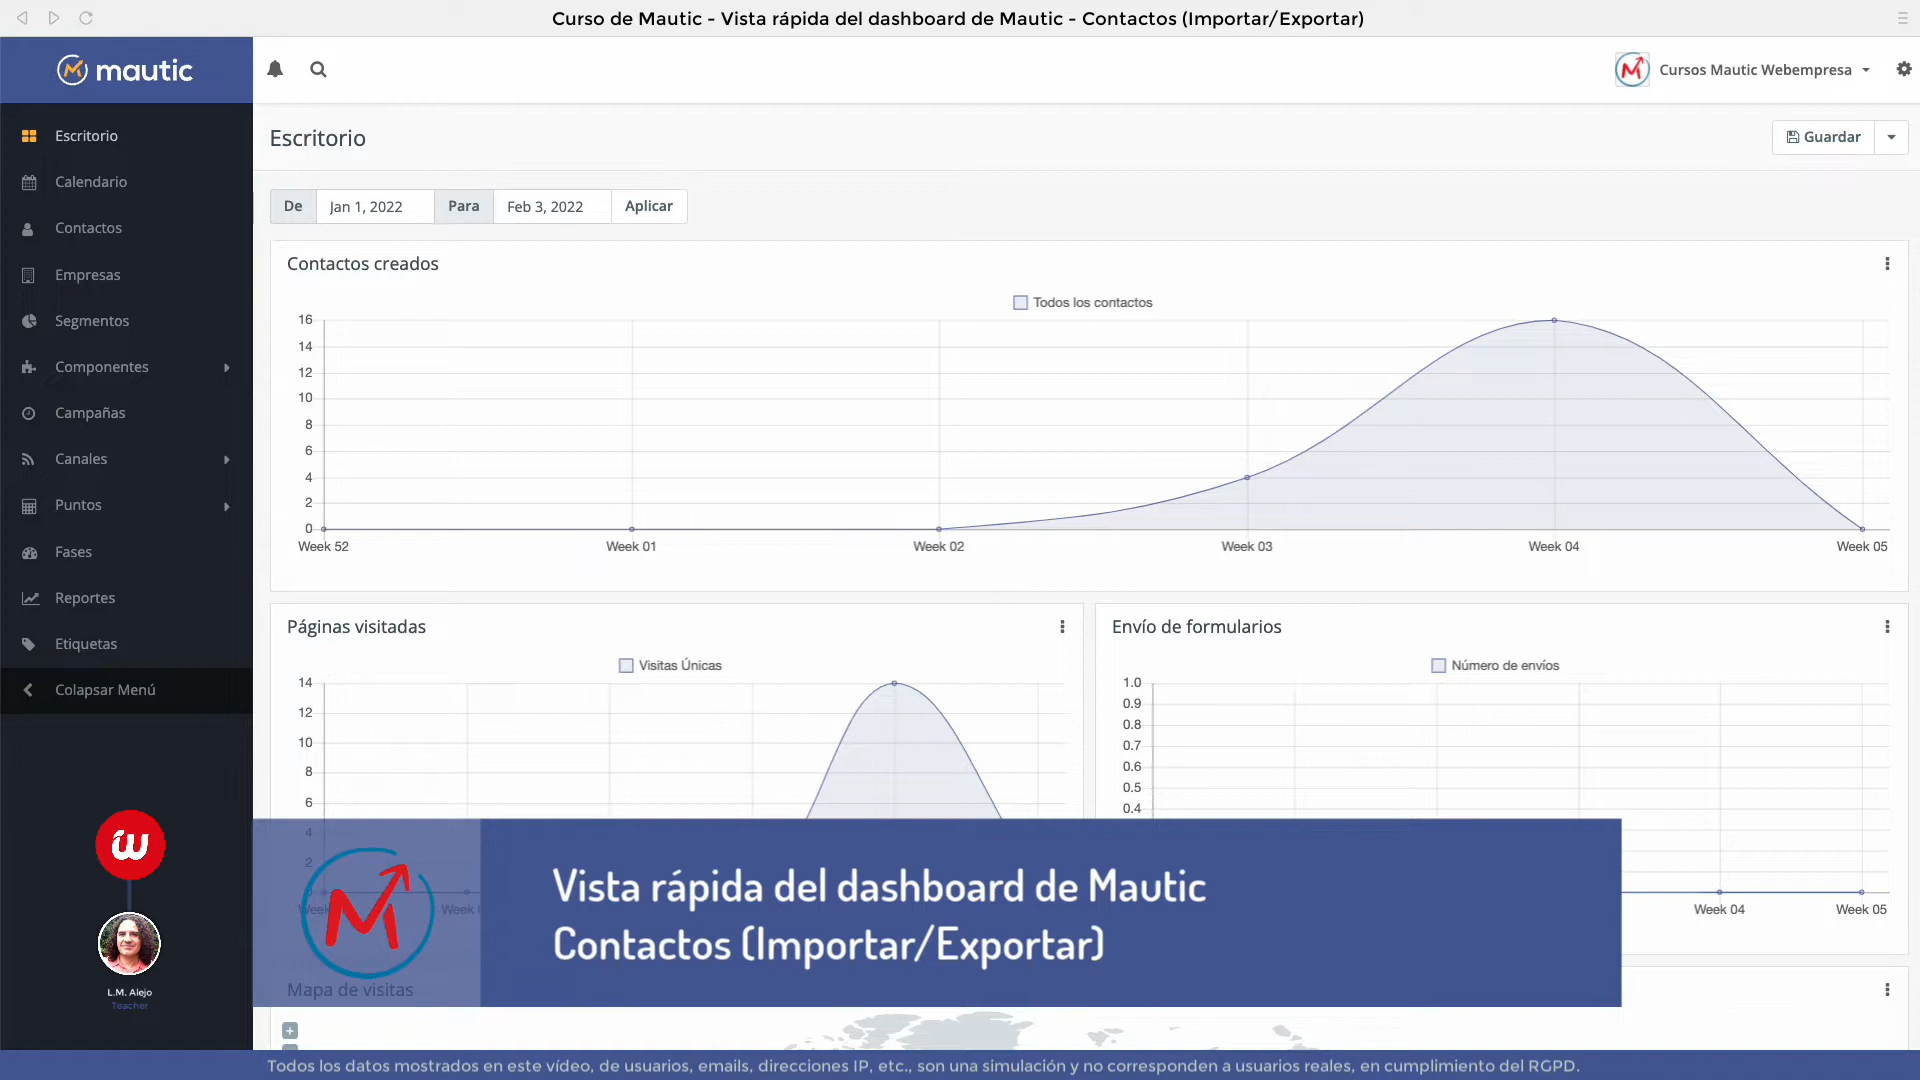 Curso de Mautic - Vista rápida del dashboard de Mautic - Contactos (Importar/Exportar)
mautic
Cursos Mautic Webempresa
Escritorio
Calendario
Contactos
Empresas
Segmentos
Componentes
Campañas
Canales
Puntos
Fases
Reportes
Etiquetas
Colapsar Menú
L.M. Alejo
Teacher
Escritorio
Guardar
De Jan 1, 2022 Para Feb 3, 2022 Aplicar
Contactos creados
Todos los contactos
16
14
12
10
8
6
4
2
0
Week 52 Week 01 Week 02 Week 03 Week 04 Week 05
Páginas visitadas
Visitas Únicas
14
12
10
8
6
4
2
Envío de formularios
Número de envíos
1.0
0.9
0.8
0.7
0.6
0.5
0.4
Week 04 Week 05
Vista rápida del dashboard de Mautic
Contactos (Importar/Exportar)
Mapa de visitas
Todos los datos mostrados en este vídeo, de usuarios, emails, direcciones IP, etc., son una simulación y no corresponden a usuarios reales, en cumplimiento del RGPD.